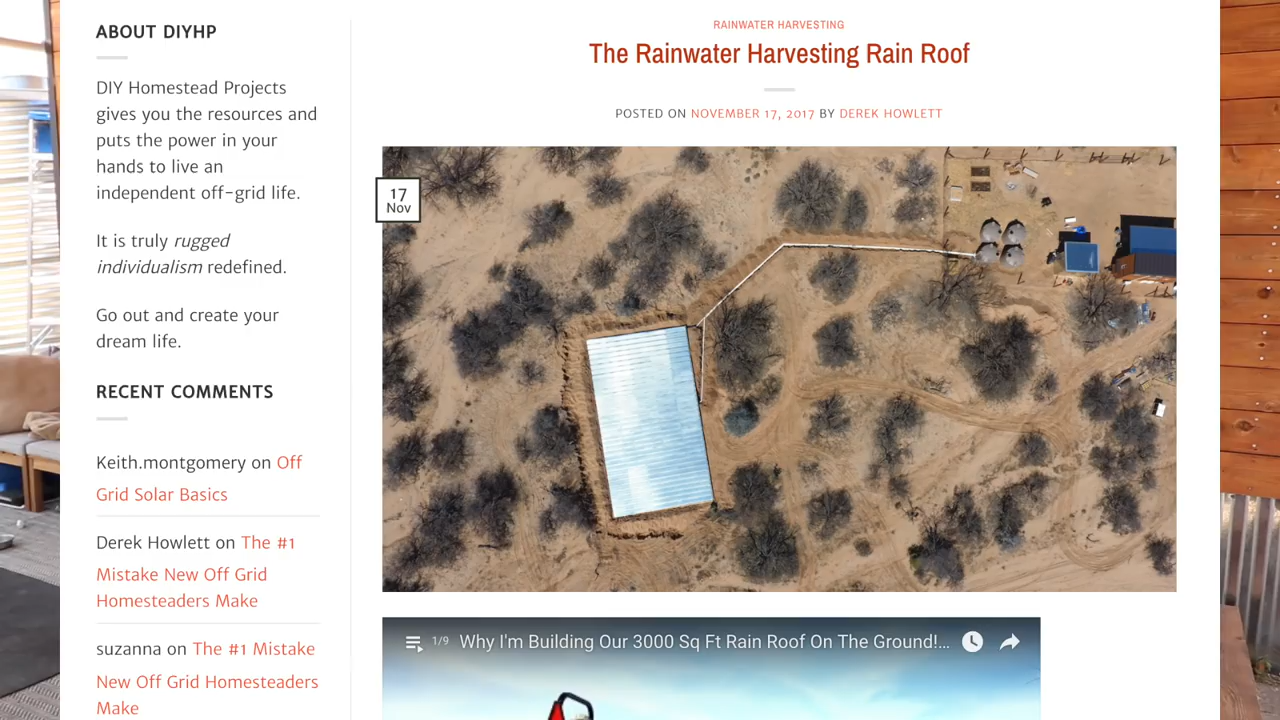 ABOUT DIYHP
DIY Homestead Projects
gives you the resources and
puts the power in your
hands to live an
independent off-grid life.
It is truly rugged
individualism redefined.
Go out and create your
dream life.
RECENT COMMENTS
Keith.montgomery on Off
Grid Solar Basics
Derek Howlett on The #1
Mistake New Off Grid
Homesteaders Make
suzanna on The #1 Mistake
New Off Grid Homesteaders
Make
RAINWATER HARVESTING
The Rainwater Harvesting Rain Roof
POSTED ON NOVEMBER 17, 2017 BY DEREK HOWLETT
17
Nov
1/9 Why I'm Building Our 3000 Sq Ft Rain Roof On The Ground!...